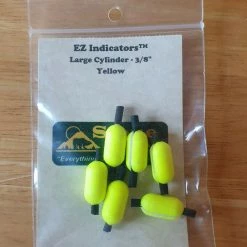 EZ Indicators™
Large Cylinder - 3/8"
Yellow
"Everything